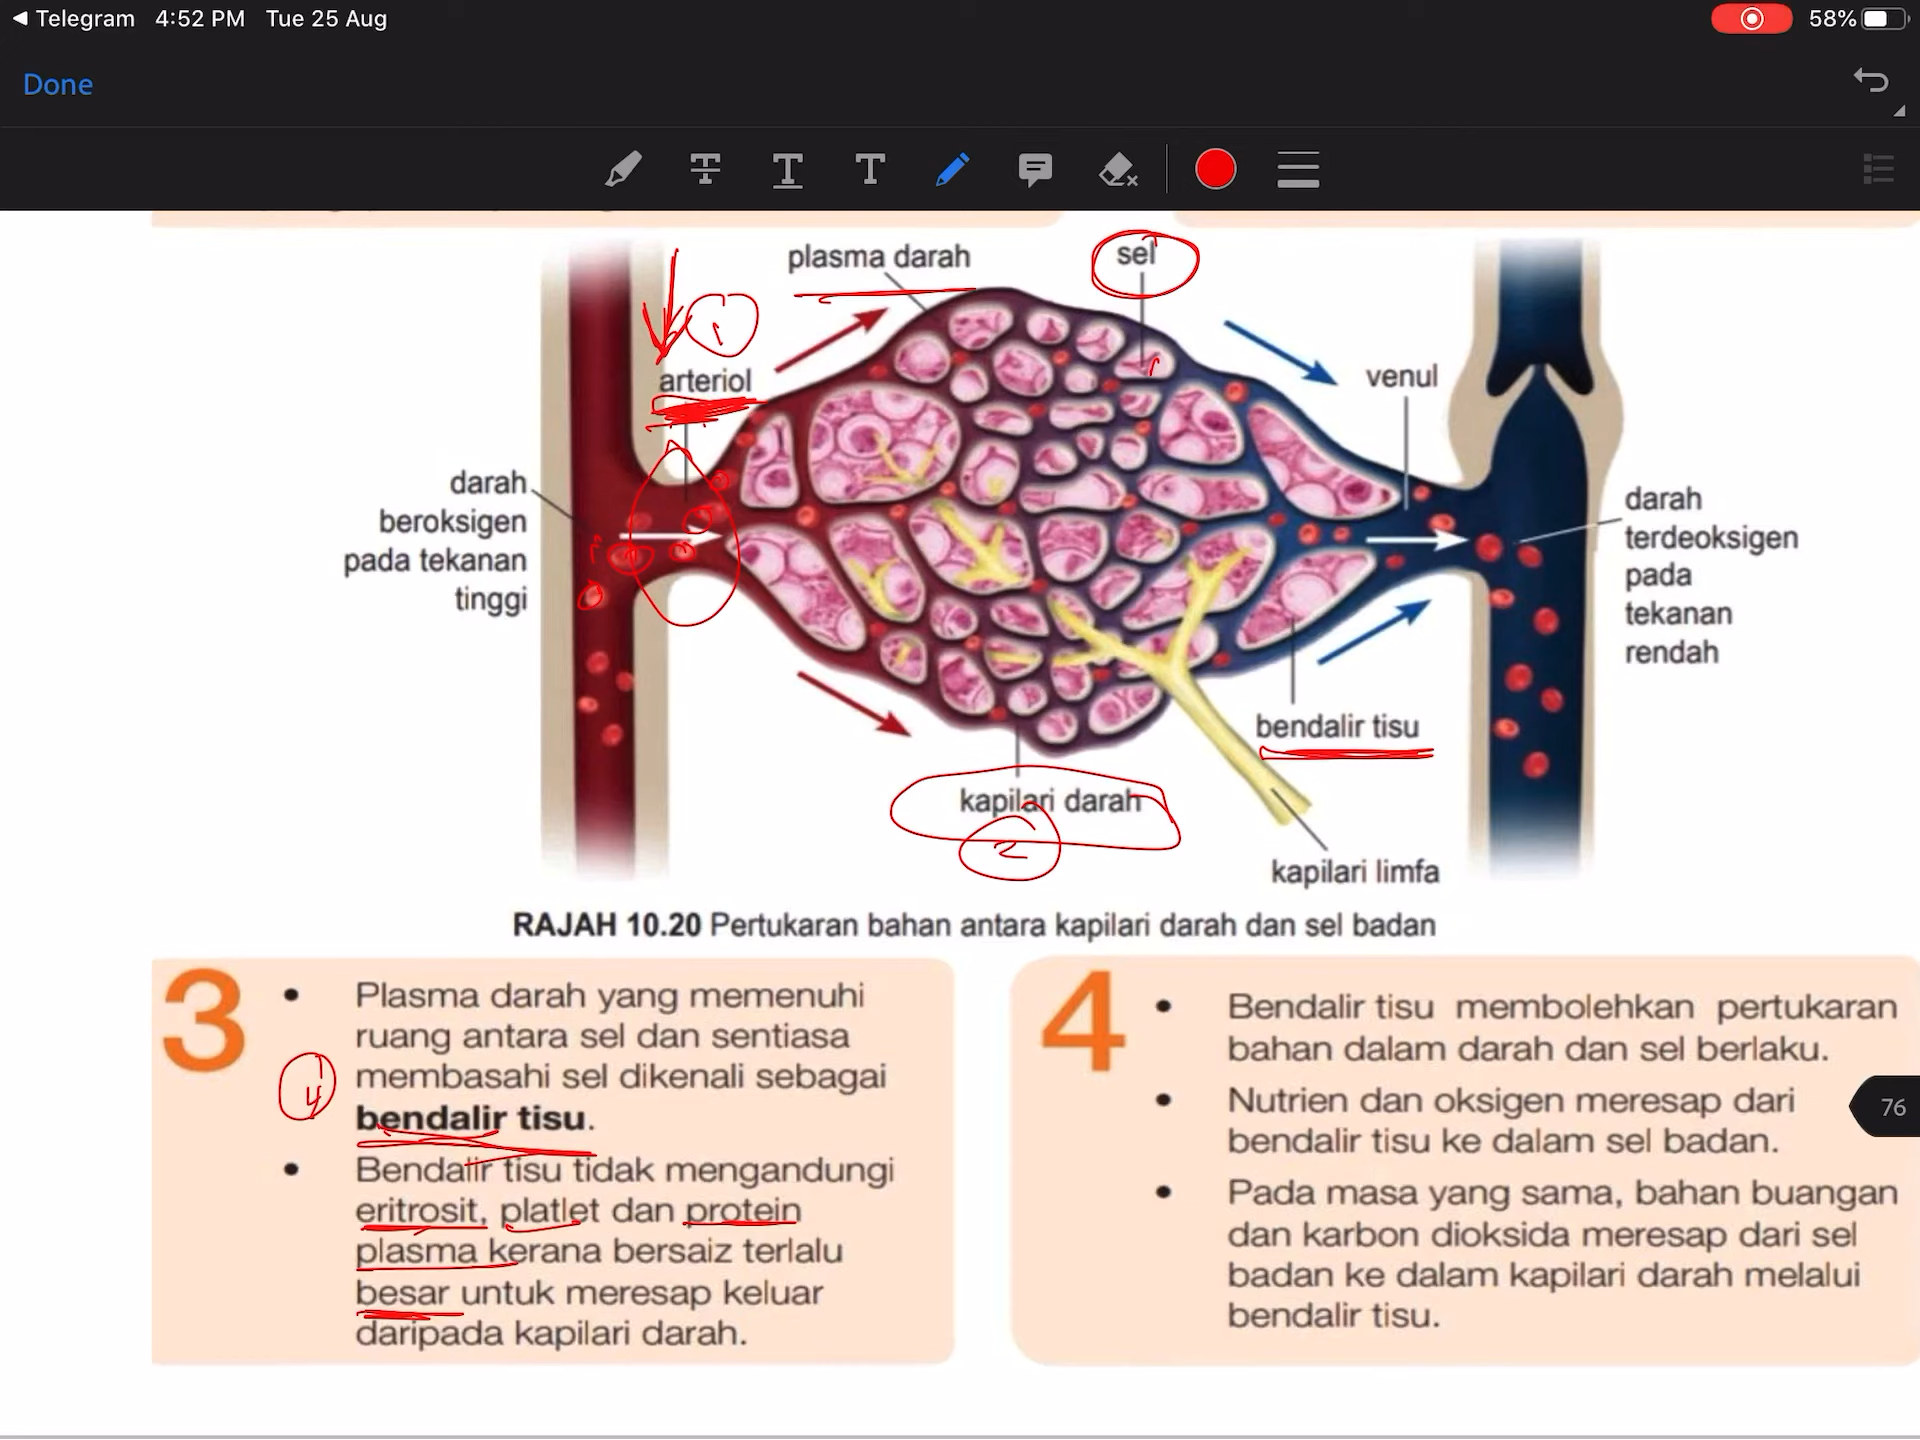 Telegram 4:52 PM Tue 25 Aug
58%
Done
plasma darah
sel
1
arteriol
venul
darah
beroksigen
pada tekanan
tinggi
darah
terdeoksigen
pada
tekanan
rendah
bendalir tisu
kapilari darah
2
kapilari limfa
RAJAH 10.20 Pertukaran bahan antara kapilari darah dan sel badan
3
• Plasma darah yang memenuhi
ruang antara sel dan sentiasa
membasahi sel dikenali sebagai
bendalir tisu.
4
• Bendalir tisu tidak mengandungi
eritrosit, platlet dan protein
plasma kerana bersaiz terlalu
besar untuk meresap keluar
daripada kapilari darah.
4
• Bendalir tisu membolehkan pertukaran
bahan dalam darah dan sel berlaku.
• Nutrien dan oksigen meresap dari
bendalir tisu ke dalam sel badan.
• Pada masa yang sama, bahan buangan
dan karbon dioksida meresap dari sel
badan ke dalam kapilari darah melalui
bendalir tisu.
76